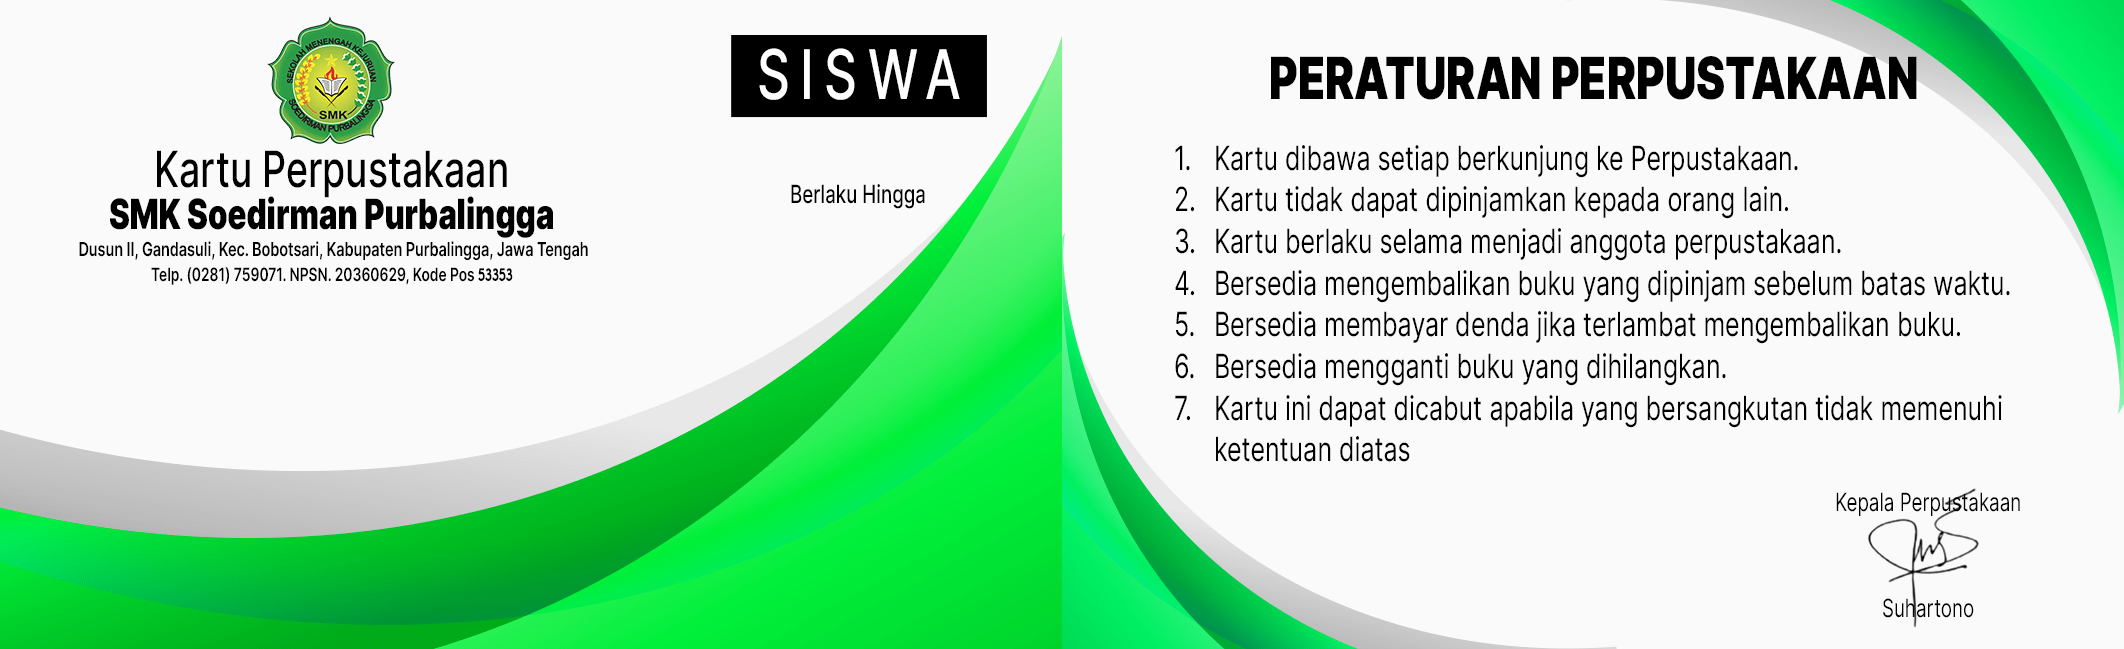 SEKOLAH MENENGAH KEJURUAN
SMK
SOEDIRMAN PURBALINGGA
Kartu Perpustakaan
SMK Soedirman Purbalingga
Dusun II, Gandasuli, Kec. Bobotsari, Kabupaten Purbalingga, Jawa Tengah
Telp. (0281) 759071. NPSN. 20360629, Kode Pos 53353
SISWA
Berlaku Hingga
PERATURAN PERPUSTAKAAN
1. Kartu dibawa setiap berkunjung ke Perpustakaan.
2. Kartu tidak dapat dipinjamkan kepada orang lain.
3. Kartu berlaku selama menjadi anggota perpustakaan.
4. Bersedia mengembalikan buku yang dipinjam sebelum batas waktu.
5. Bersedia membayar denda jika terlambat mengembalikan buku.
6. Bersedia mengganti buku yang dihilangkan.
7. Kartu ini dapat dicabut apabila yang bersangkutan tidak memenuhi
ketentuan diatas
Kepala Perpustakaan
Suhartono